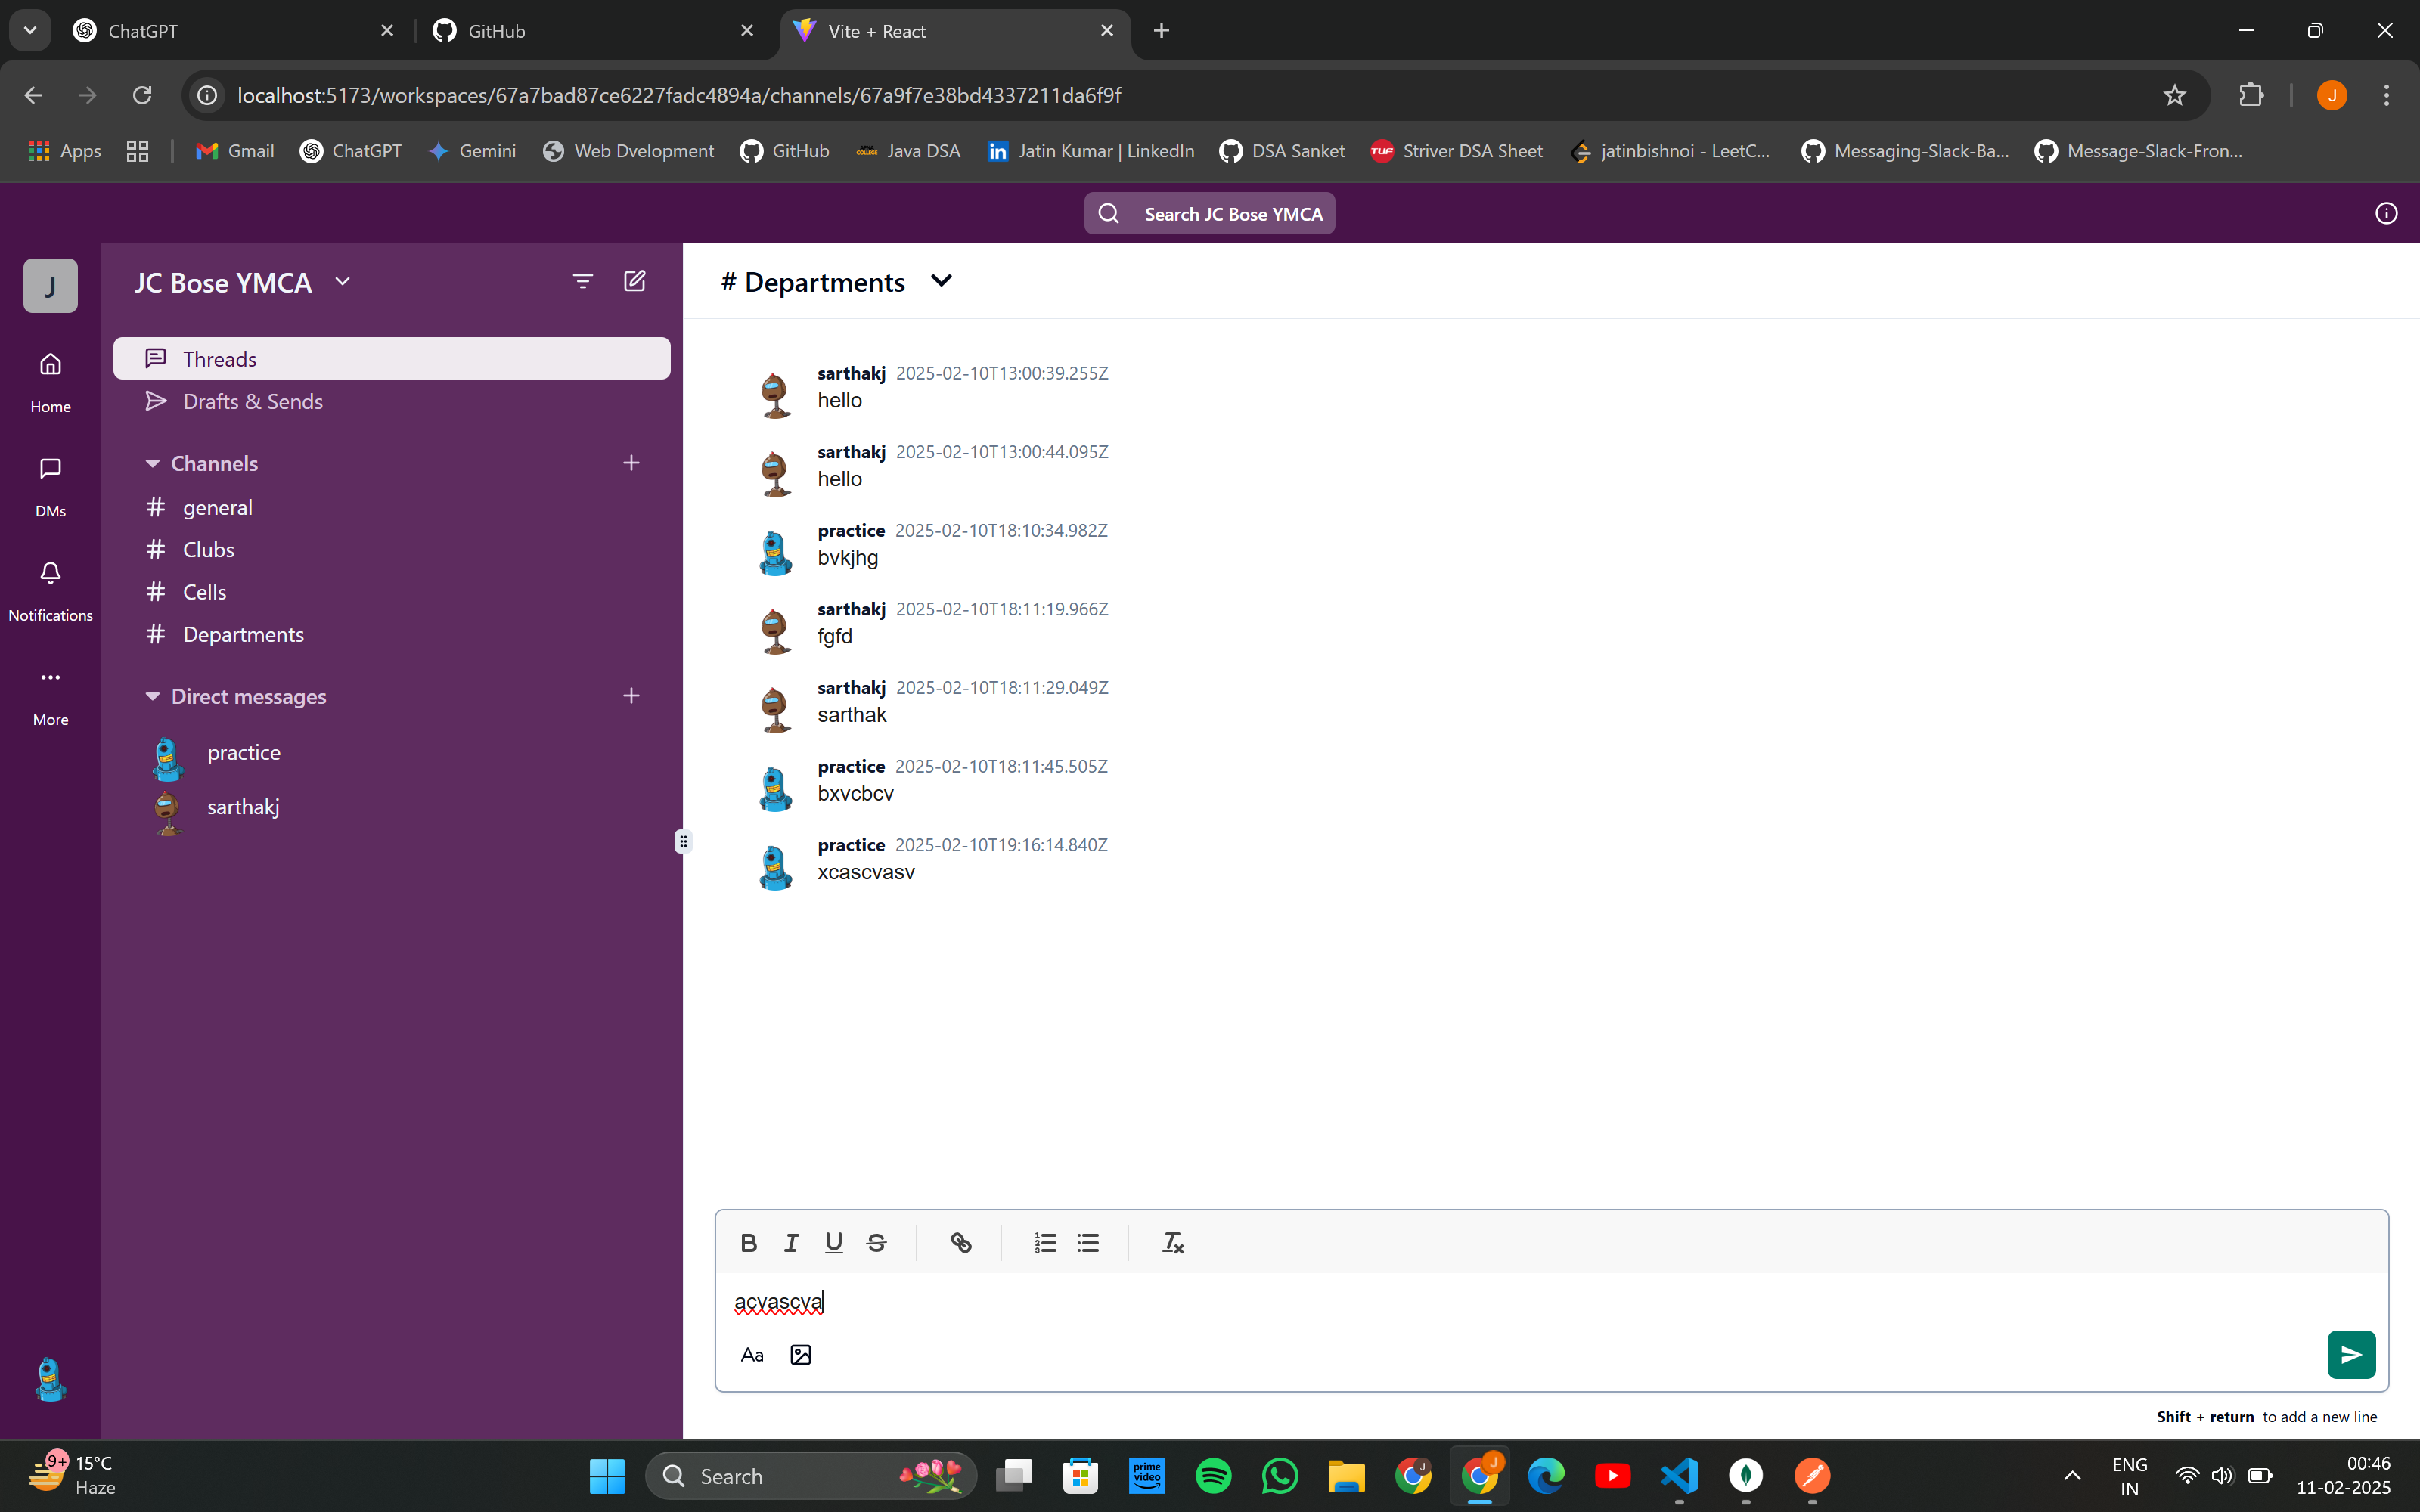 ChatGPT
GitHub
Vite + React
localhost:5173/workspaces/67a7bad87ce6227fadc4894a/channels/67a9f7e38bd4337211da6f9f
J
Apps
Gmail
ChatGPT
Gemini
Web Dvelopment
GitHub
Java DSA
Jatin Kumar | LinkedIn
DSA Sanket
TUF
Striver DSA Sheet
jatinbishnoi - LeetC...
Messaging-Slack-Ba...
Message-Slack-Fron...
Search JC Bose YMCA
J
Home
DMs
Notifications
More
JC Bose YMCA
Threads
Drafts & Sends
Channels
# general
# Clubs
# Cells
# Departments
Direct messages
practice
sarthakj
# Departments
sarthakj 2025-02-10T13:00:39.255Z
hello
sarthakj 2025-02-10T13:00:44.095Z
hello
practice 2025-02-10T18:10:34.982Z
bvkjhg
sarthakj 2025-02-10T18:11:19.966Z
fgfd
sarthakj 2025-02-10T18:11:29.049Z
sarthak
practice 2025-02-10T18:11:45.505Z
bxvcbcv
practice 2025-02-10T19:16:14.840Z
xcascvasv
B I U S
acvascva
Aa
Shift + return to add a new line
9+
15°C
Haze
Search
prime video
J
J
ENG
IN
00:46
11-02-2025